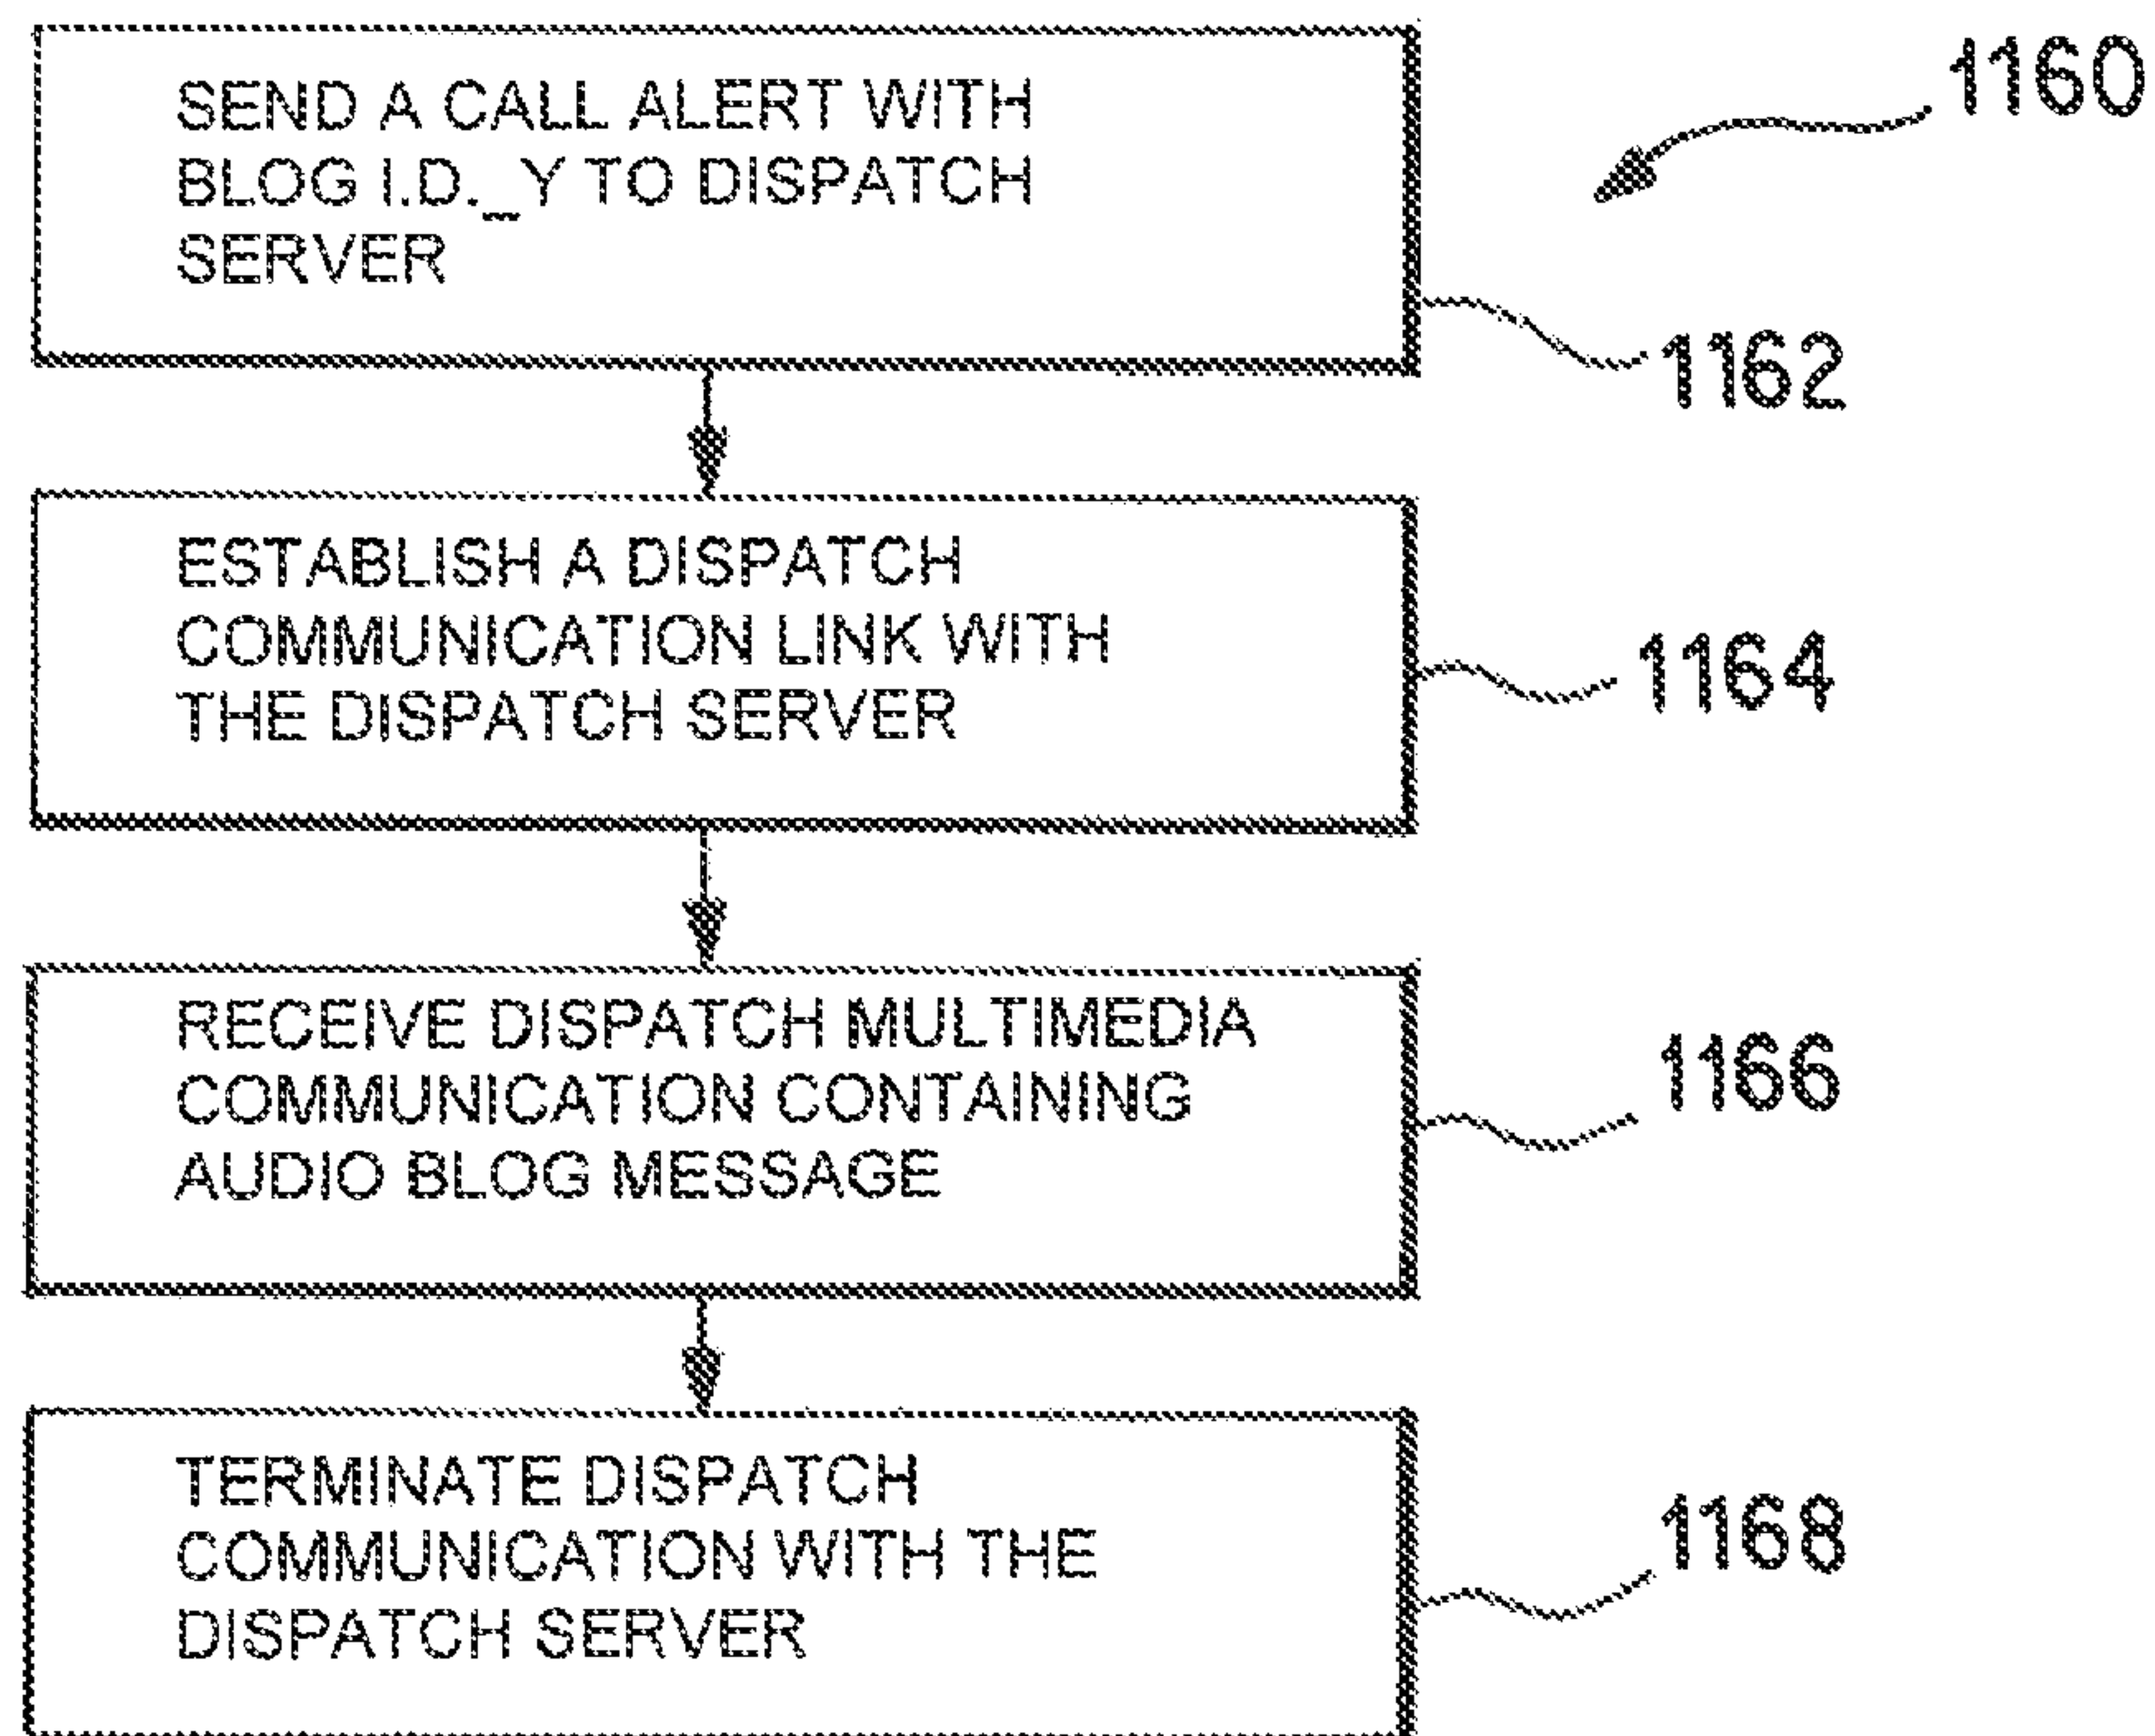 SEND A CALL ALERT WITH
BLOG I.D._Y TO DISPATCH
SERVER
1160
1162
ESTABLISH A DISPATCH
COMMUNICATION LINK WITH
THE DISPATCH SERVER
1164
RECEIVE DISPATCH MULTIMEDIA
COMMUNICATION CONTAINING
AUDIO BLOG MESSAGE
1166
TERMINATE DISPATCH
COMMUNICATION WITH THE
DISPATCH SERVER
1168